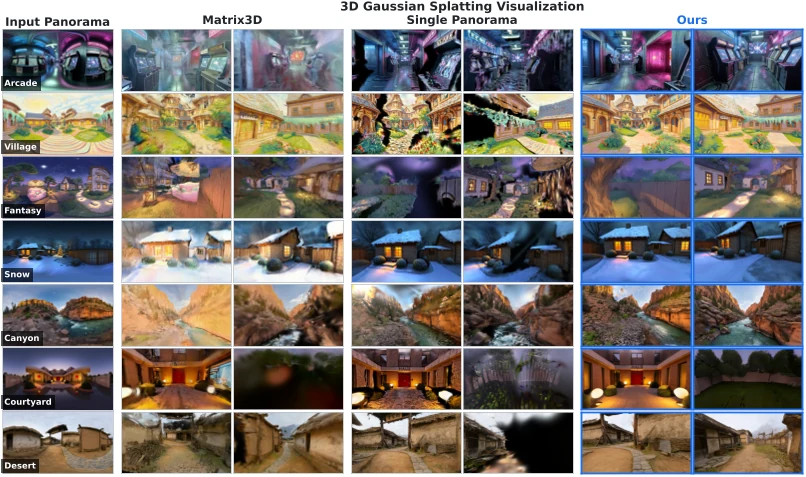 3D Gaussian Splatting Visualization
Input Panorama
Matrix3D
Single Panorama
Ours
Arcade
Village
Fantasy
Snow
Canyon
Courtyard
Desert